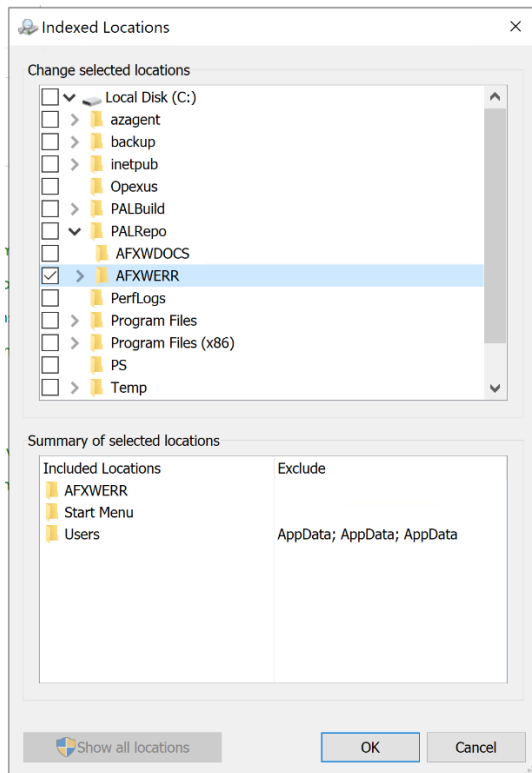 Indexed Locations
Change selected locations
Local Disk (C:)
azagent
backup
inetpub
Opexus
PALBuild
PALRepo
AFXWDOCS
AFXWERR
PerfLogs
Program Files
Program Files (x86)
PS
Temp
Summary of selected locations
Included Locations Exclude
AFXWERR
Start Menu
Users AppData; AppData; AppData
Show all locations OK Cancel